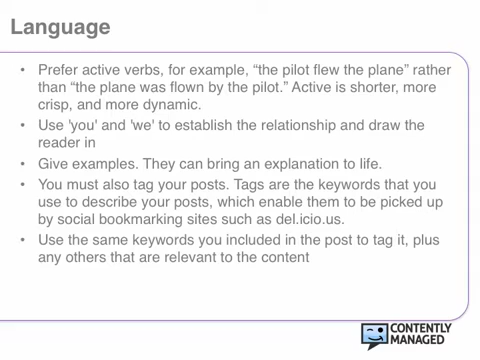 Language
• Prefer active verbs, for example, “the pilot flew the plane” rather
than “the plane was flown by the pilot.” Active is shorter, more
crisp, and more dynamic.
• Use 'you' and 'we' to establish the relationship and draw the
reader in
• Give examples. They can bring an explanation to life.
• You must also tag your posts. Tags are the keywords that you
use to describe your posts, which enable them to be picked up
by social bookmarking sites such as del.icio.us.
• Use the same keywords you included in the post to tag it, plus
any others that are relevant to the content
CONTENTLY
MANAGED